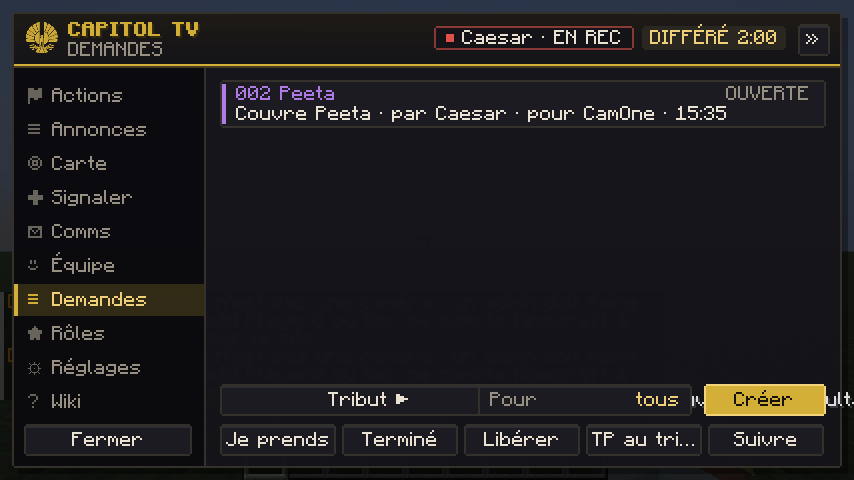 CAPITOL TV
DEMANDES
Caesar · EN REC
DIFFÉRÉ 2:00
»
Actions
Annonces
Carte
Signaler
Comms
Équipe
Demandes
Rôles
Réglages
? Wiki
Fermer
002 Peeta
OUVERTE
Couvre Peeta · par Caesar · pour CamOne · 15:35
Tribut
Pour
tous
Créer
ult
Je prends
Terminé
Libérer
TP au tri...
Suivre